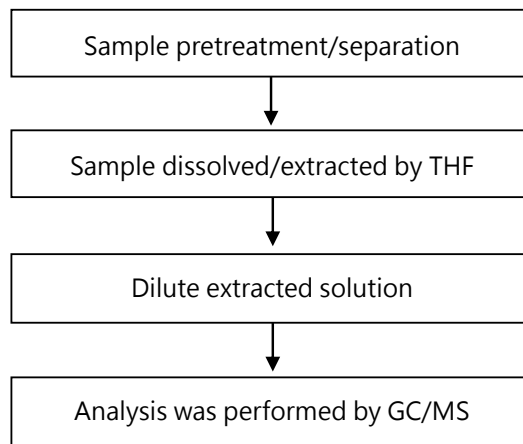 Sample pretreatment/separation
Sample dissolved/extracted by THF
Dilute extracted solution
Analysis was performed by GC/MS